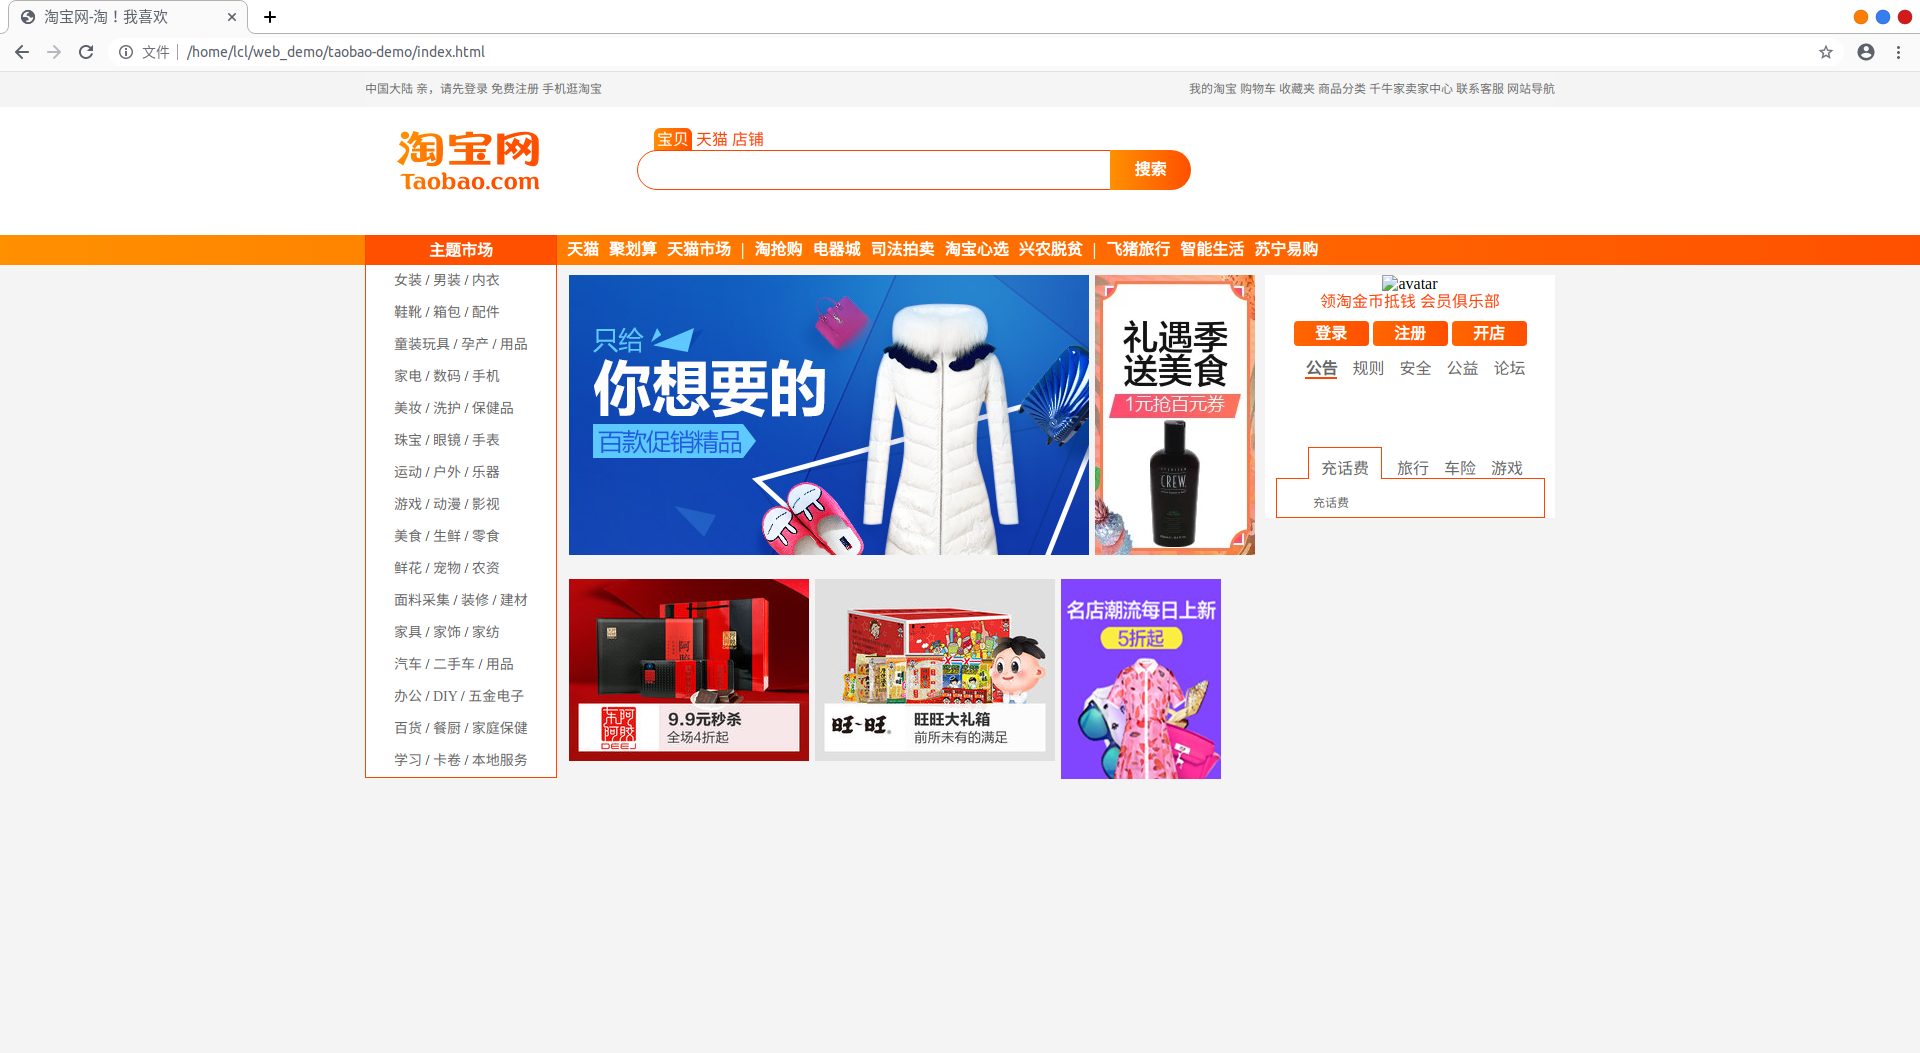 淘宝网-淘！我喜欢
文件 /home/lcl/web_demo/taobao-demo/index.html
中国大陆 亲，请先登录 免费注册 手机逛淘宝
我的淘宝 购物车 收藏夹 商品分类 千牛家卖家中心 联系客服 网站导航
淘宝网
Taobao.com
宝贝 天猫 店铺
搜索
主题市场
天猫 聚划算 天猫市场 | 淘抢购 电器城 司法拍卖 淘宝心选 兴农脱贫 | 飞猪旅行 智能生活 苏宁易购
女装 / 男装 / 内衣
鞋靴 / 箱包 / 配件
童装玩具 / 孕产 / 用品
家电 / 数码 / 手机
美妆 / 洗护 / 保健品
珠宝 / 眼镜 / 手表
运动 / 户外 / 乐器
游戏 / 动漫 / 影视
美食 / 生鲜 / 零食
鲜花 / 宠物 / 农资
面料采集 / 装修 / 建材
家具 / 家饰 / 家纺
汽车 / 二手车 / 用品
办公 / DIY / 五金电子
百货 / 餐厨 / 家庭保健
学习 / 卡卷 / 本地服务
只给
你想要的
百款促销精品
礼遇季
送美食
1元抢百元券
CREW
avatar
领淘金币抵钱 会员俱乐部
登录 注册 开店
公告 规则 安全 公益 论坛
充话费 旅行 车险 游戏
充话费
东阿阿胶
DEEJ
9.9元秒杀
全场4折起
旺-旺
旺旺大礼箱
前所未有的满足
名店潮流每日上新
5折起